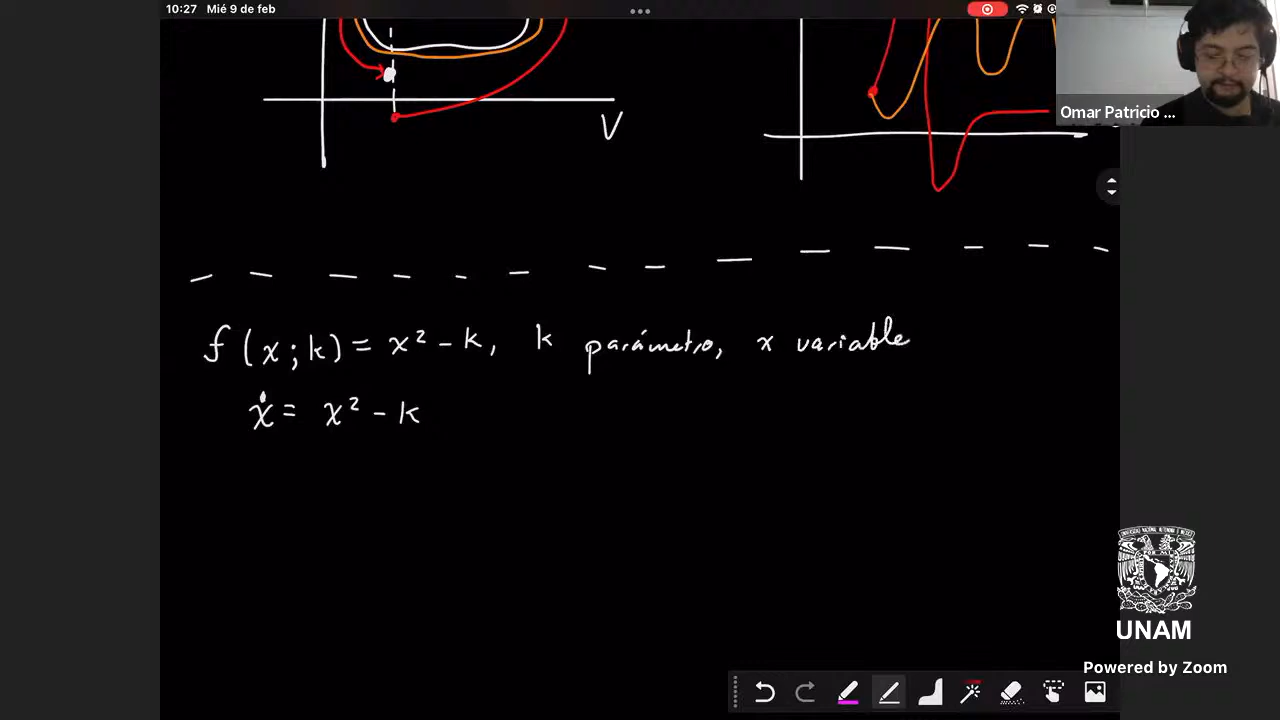 10:27 Mié 9 de feb
Omar Patricio ...
V
f(x;k) = x² - k, k parámetro, x variable
ẋ = x² - k
UNAM
Powered by Zoom